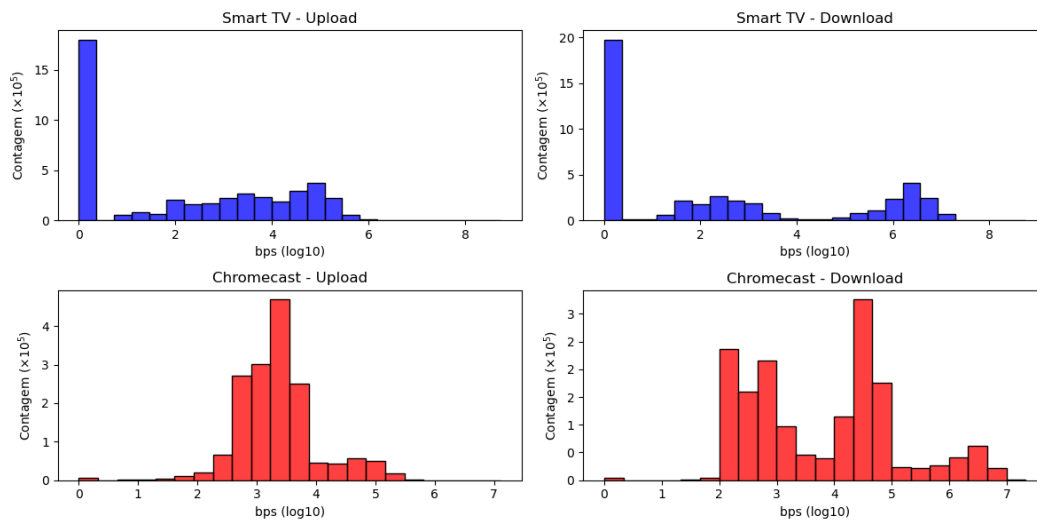 Smart TV - Upload
Contagem (×10⁵)
15
10
5
0
0 2 4 6 8
bps (log10)
Smart TV - Download
Contagem (×10⁵)
20
15
10
5
0
0 2 4 6 8
bps (log10)
Chromecast - Upload
Contagem (×10⁵)
4
3
2
1
0
0 1 2 3 4 5 6 7
bps (log10)
Chromecast - Download
Contagem (×10⁵)
3
2
2
2
1
0
0
0 1 2 3 4 5 6 7
bps (log10)